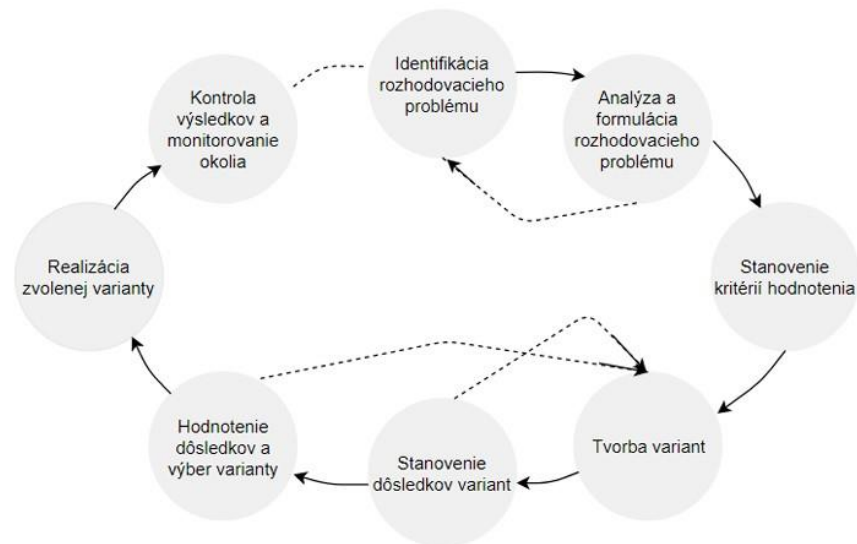 Identifikácia
rozhodovacieho
problému
Analýza a
formulácia
rozhodovacieho
problému
Stanovenie
kritérií hodnotenia
Tvorba variant
Stanovenie
dôsledkov variant
Hodnotenie
dôsledkov a
výber varianty
Realizácia
zvolenej varianty
Kontrola
výsledkov a
monitorovanie
okolia